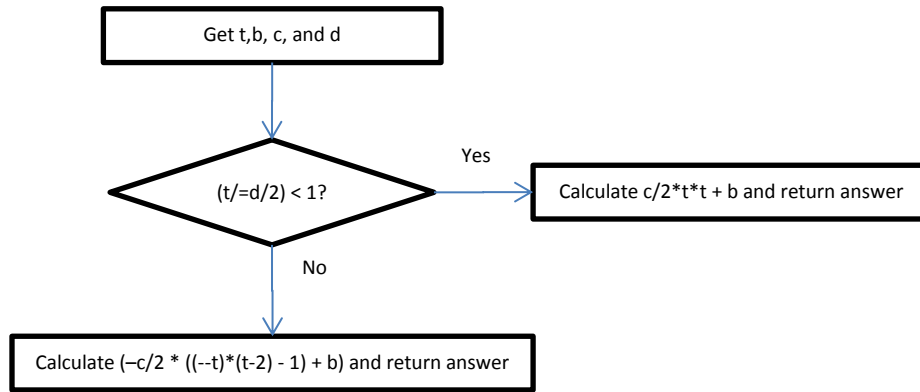 Get t,b, c, and d
(t/=d/2) < 1?
Yes
Calculate c/2*t*t + b and return answer
No
Calculate (–c/2 * ((--t)*(t-2) - 1) + b) and return answer